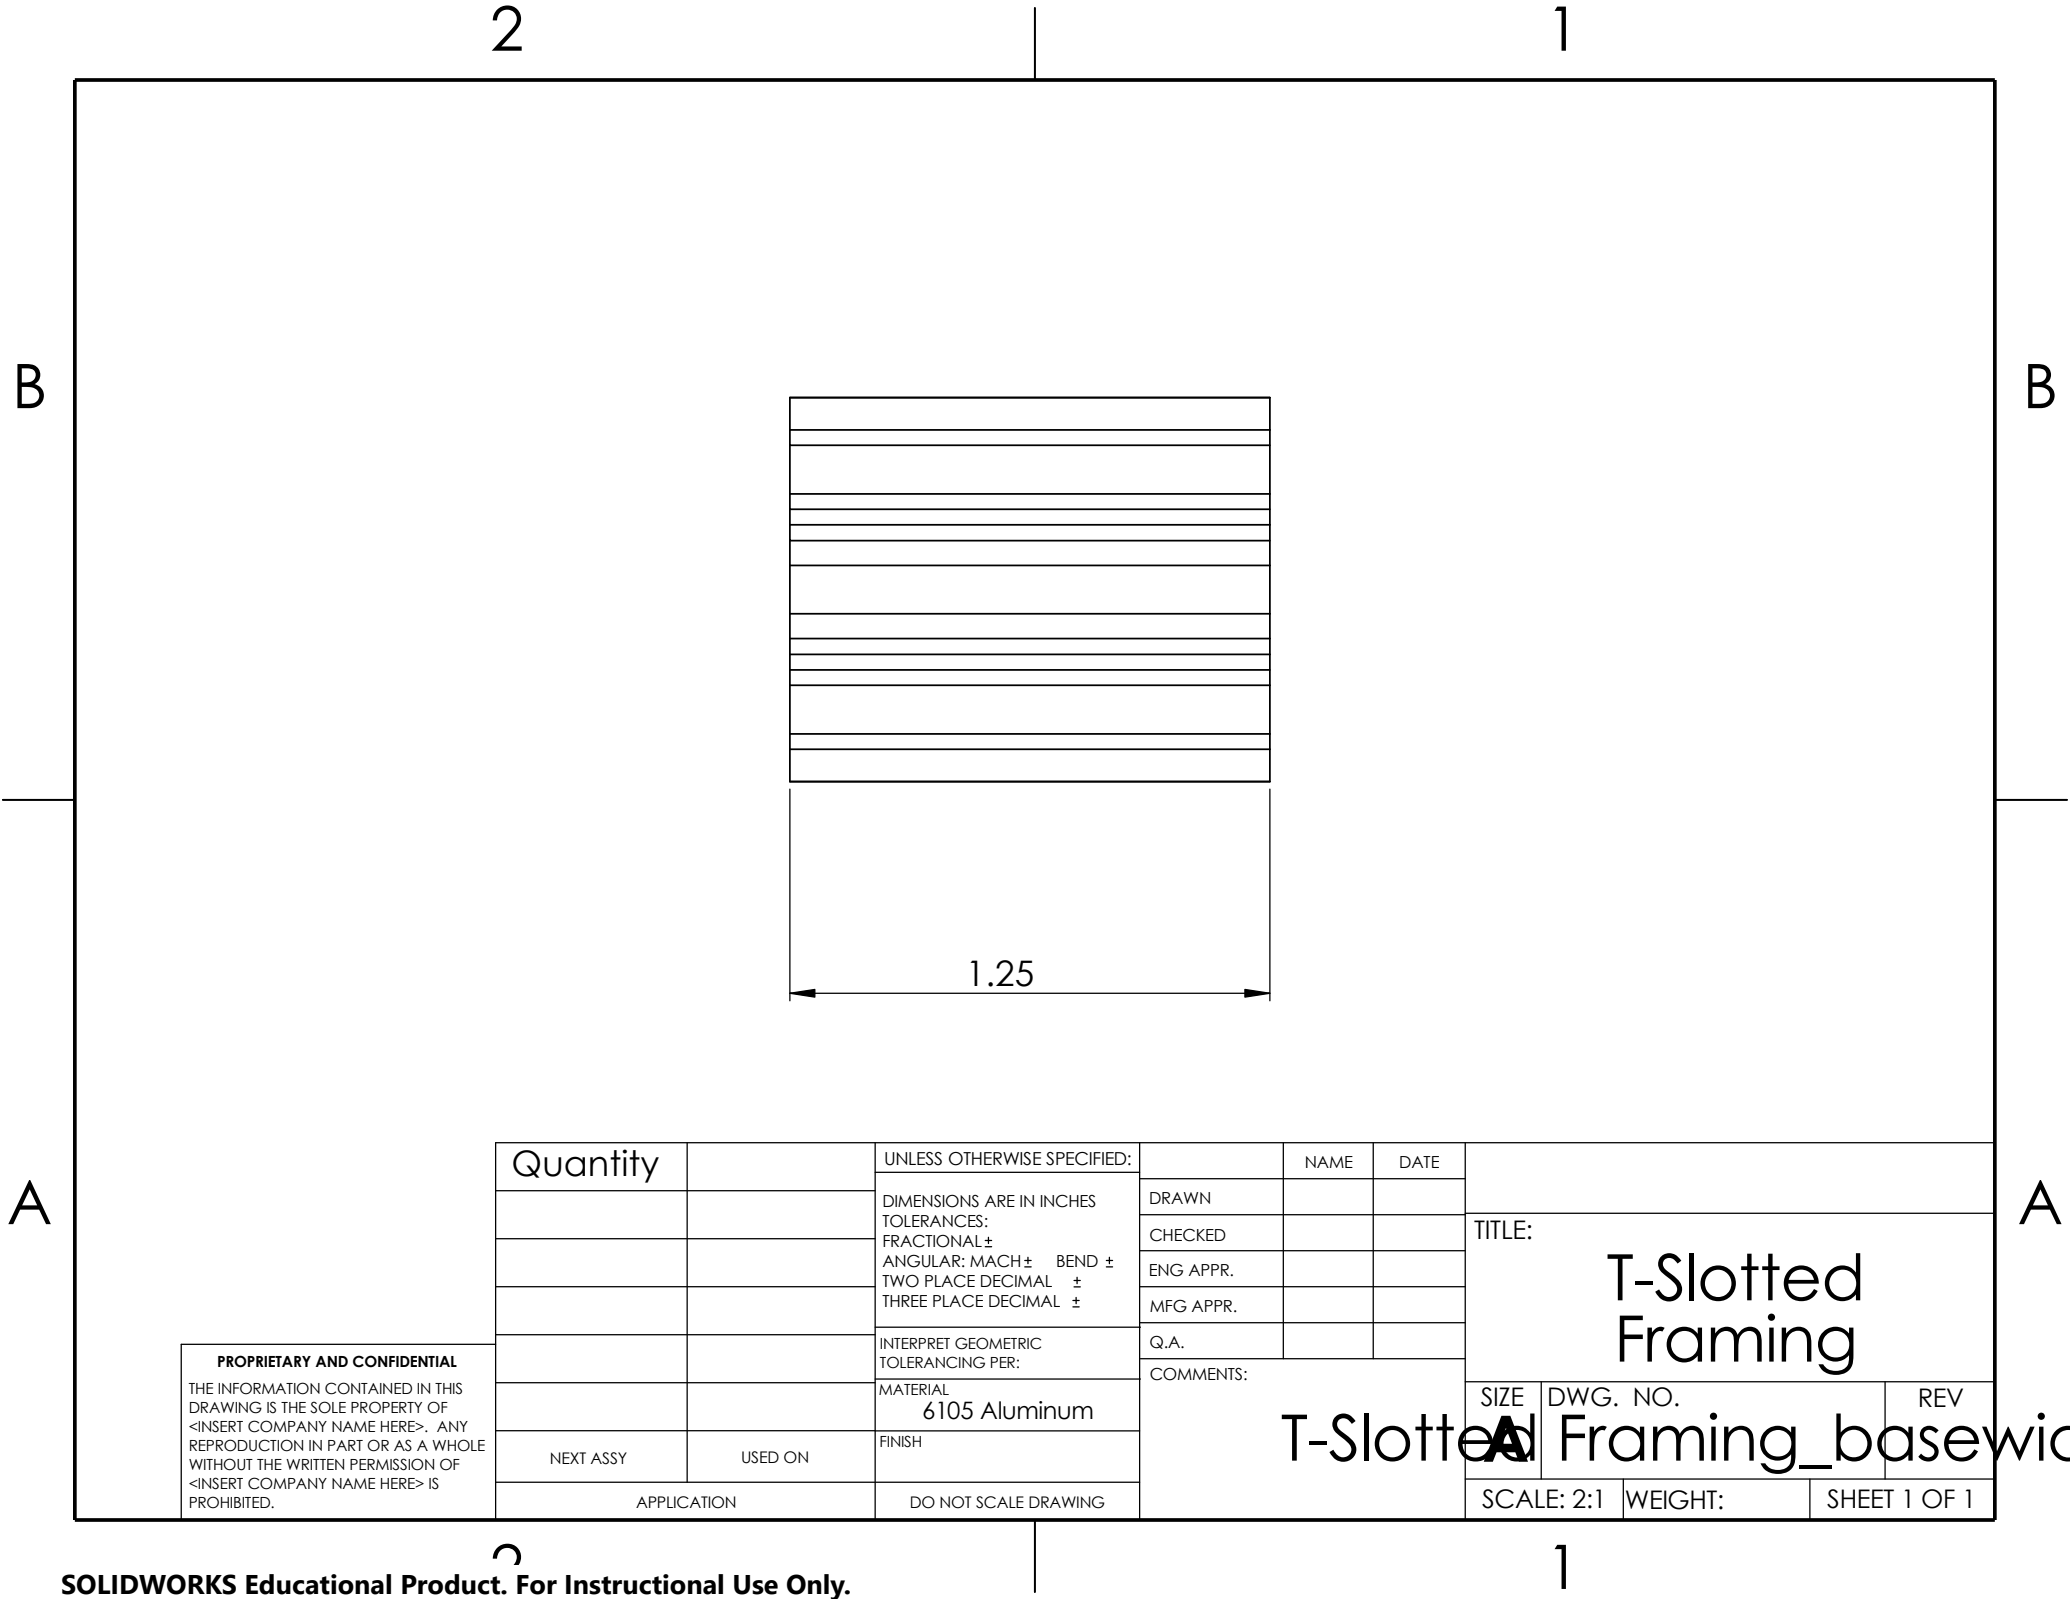 2
1
B
B
1.25
A
A
Quantity
UNLESS OTHERWISE SPECIFIED:
DIMENSIONS ARE IN INCHES
TOLERANCES:
FRACTIONAL ±
ANGULAR: MACH ± BEND ±
TWO PLACE DECIMAL ±
THREE PLACE DECIMAL ±
INTERPRET GEOMETRIC
TOLERANCING PER:
MATERIAL
6105 Aluminum
FINISH
DO NOT SCALE DRAWING
NEXT ASSY
USED ON
APPLICATION
NAME
DATE
DRAWN
CHECKED
ENG APPR.
MFG APPR.
Q.A.
COMMENTS:
TITLE:
T-Slotted
Framing
SIZE
A
DWG. NO.
REV
T-Slotted Framing_basewid
SCALE: 2:1
WEIGHT:
SHEET 1 OF 1
PROPRIETARY AND CONFIDENTIAL
THE INFORMATION CONTAINED IN THIS
DRAWING IS THE SOLE PROPERTY OF
<INSERT COMPANY NAME HERE>. ANY
REPRODUCTION IN PART OR AS A WHOLE
WITHOUT THE WRITTEN PERMISSION OF
<INSERT COMPANY NAME HERE> IS
PROHIBITED.
2
1
SOLIDWORKS Educational Product. For Instructional Use Only.